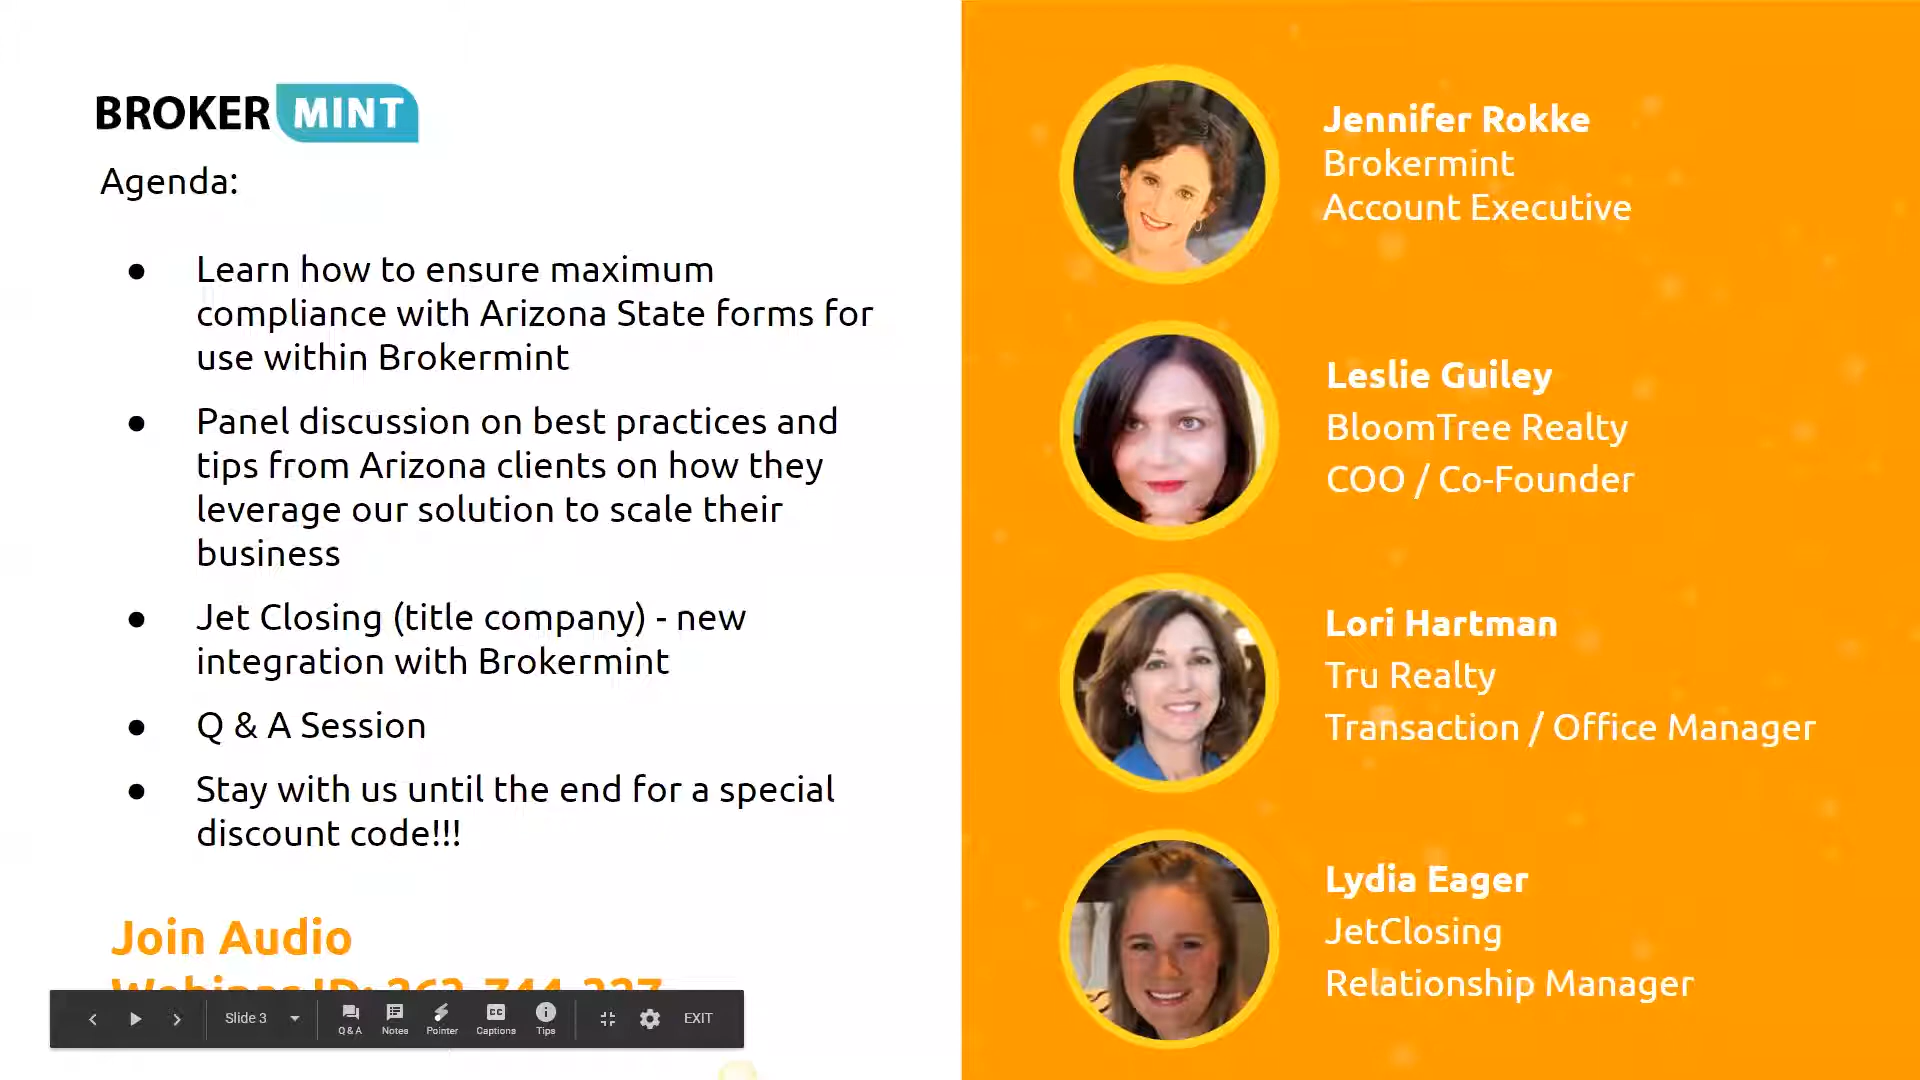 BROKER MINT
Agenda:
● Learn how to ensure maximum
compliance with Arizona State forms for
use within Brokermint
● Panel discussion on best practices and
tips from Arizona clients on how they
leverage our solution to scale their
business
● Jet Closing (title company) - new
integration with Brokermint
● Q & A Session
● Stay with us until the end for a special
discount code!!!
Join Audio
Webinar ID:
Slide 3
Q&A
Notes
Pointer
Captions
Tips
EXIT
Jennifer Rokke
Brokermint
Account Executive
Leslie Guiley
BloomTree Realty
COO / Co-Founder
Lori Hartman
Tru Realty
Transaction / Office Manager
Lydia Eager
JetClosing
Relationship Manager